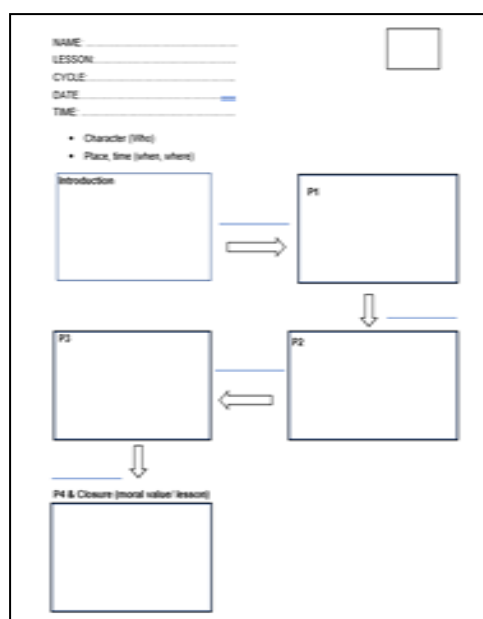 NAME: ........................................
LESSON: ........................................
CYCLE: ........................................
DATE: ........................................
TIME: ........................................
• Character (Who)
• Place, time (when, where)
Introduction
P1
P3
P2
P4 & Closure (moral value/ lesson)